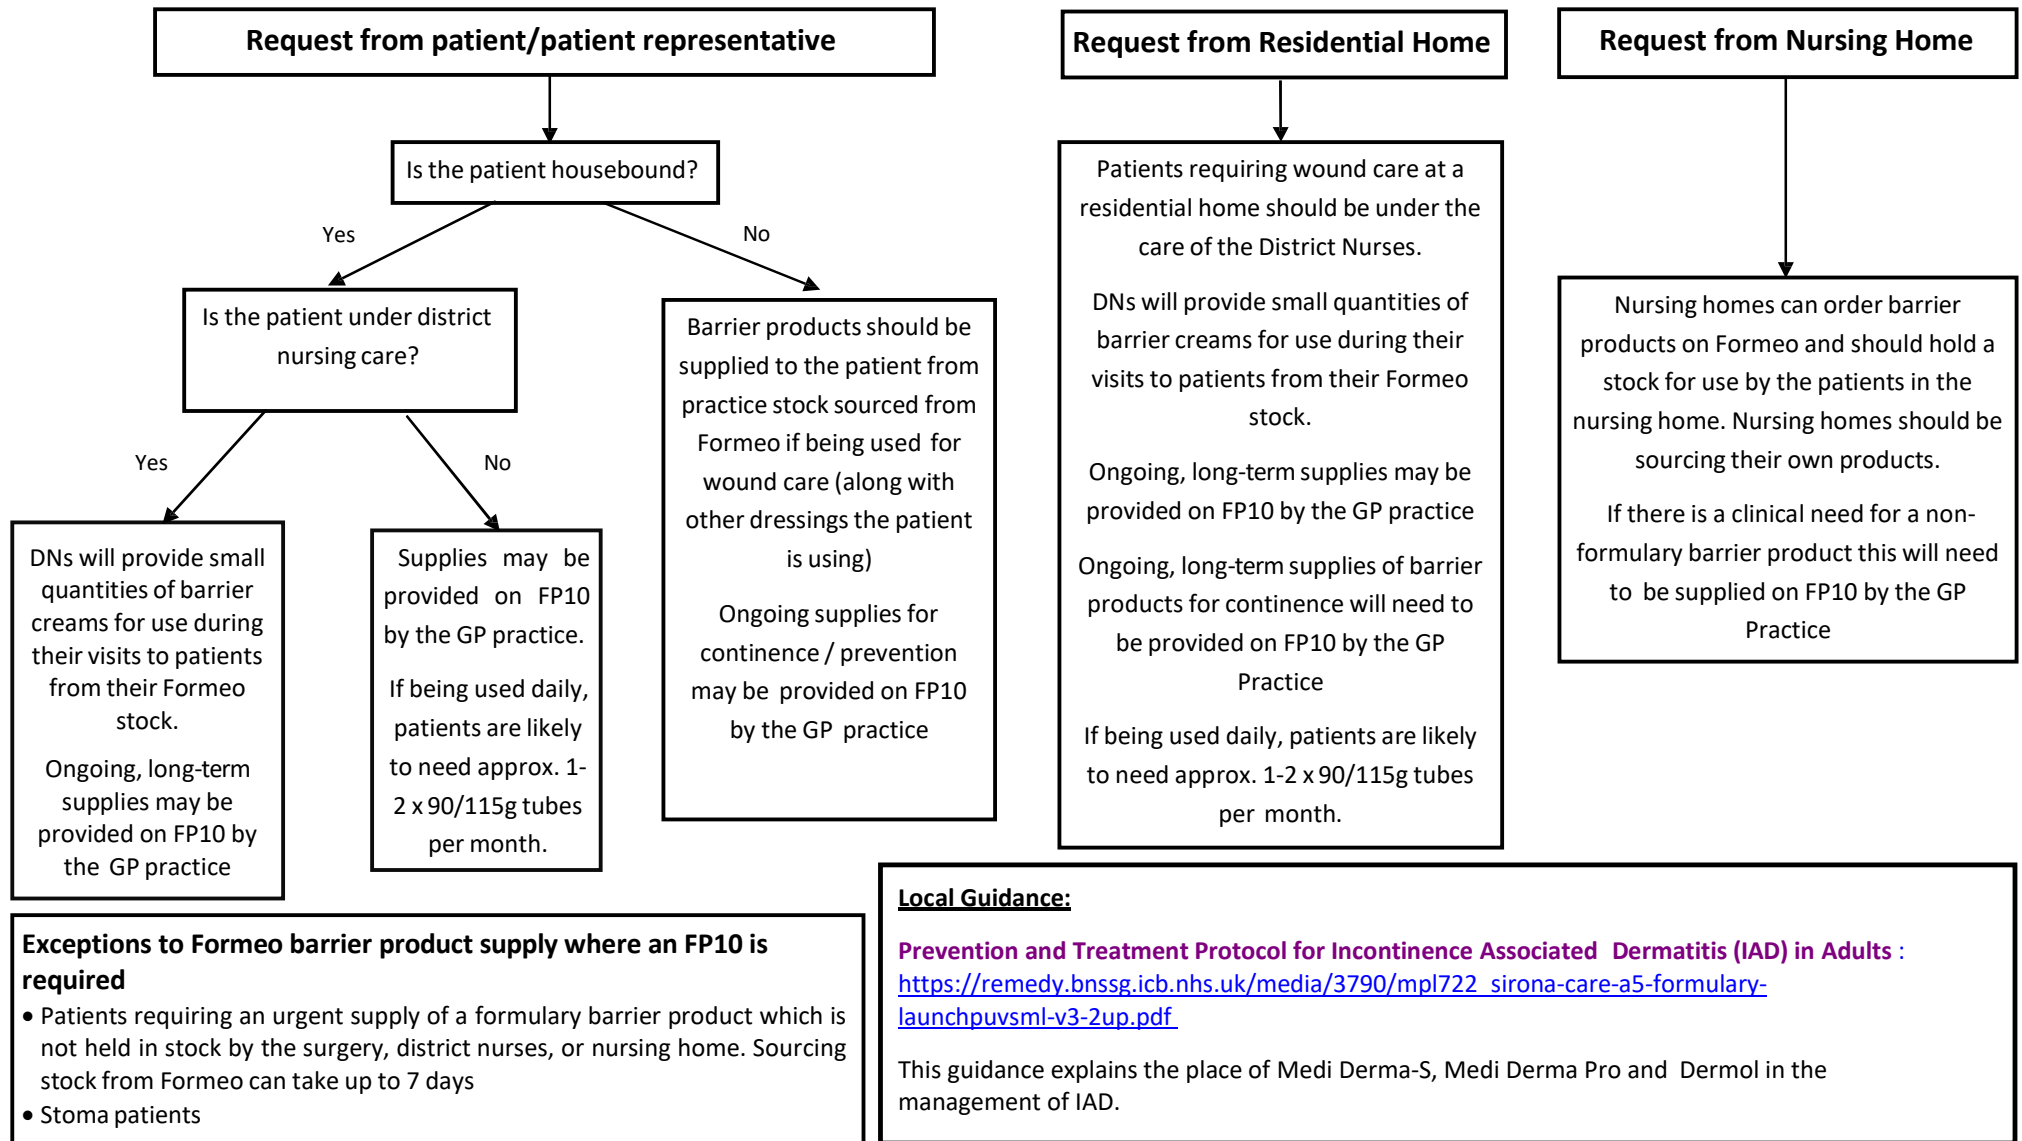 Request from patient/patient representative
Is the patient housebound?
Yes
No
Is the patient under district
nursing care?
Yes
No
DNs will provide small
quantities of barrier
creams for use during
their visits to patients
from their Formeo
stock.
Ongoing, long-term
supplies may be
provided on FP10 by
the GP practice
Supplies may be
provided on FP10
by the GP practice.
If being used daily,
patients are likely
to need approx. 1-
2 x 90/115g tubes
per month.
Barrier products should be
supplied to the patient from
practice stock sourced from
Formeo if being used for
wound care (along with
other dressings the patient
is using)
Ongoing supplies for
continence / prevention
may be provided on FP10
by the GP practice
Request from Residential Home
Patients requiring wound care at a
residential home should be under the
care of the District Nurses.
DNs will provide small quantities of
barrier creams for use during their
visits to patients from their Formeo
stock.
Ongoing, long-term supplies may be
provided on FP10 by the GP practice
Ongoing, long-term supplies of barrier
products for continence will need to
be provided on FP10 by the GP
Practice
If being used daily, patients are likely
to need approx. 1-2 x 90/115g tubes
per month.
Request from Nursing Home
Nursing homes can order barrier
products on Formeo and should hold a
stock for use by the patients in the
nursing home. Nursing homes should be
sourcing their own products.
If there is a clinical need for a non-
formulary barrier product this will need
to be supplied on FP10 by the GP
Practice
Exceptions to Formeo barrier product supply where an FP10 is
required
• Patients requiring an urgent supply of a formulary barrier product which is
not held in stock by the surgery, district nurses, or nursing home. Sourcing
stock from Formeo can take up to 7 days
• Stoma patients
Local Guidance:
Prevention and Treatment Protocol for Incontinence Associated Dermatitis (IAD) in Adults :
https://remedy.bnssg.icb.nhs.uk/media/3790/mpl722_sirona-care-a5-formulary-
launchpuvsml-v3-2up.pdf
This guidance explains the place of Medi Derma-S, Medi Derma Pro and Dermol in the
management of IAD.